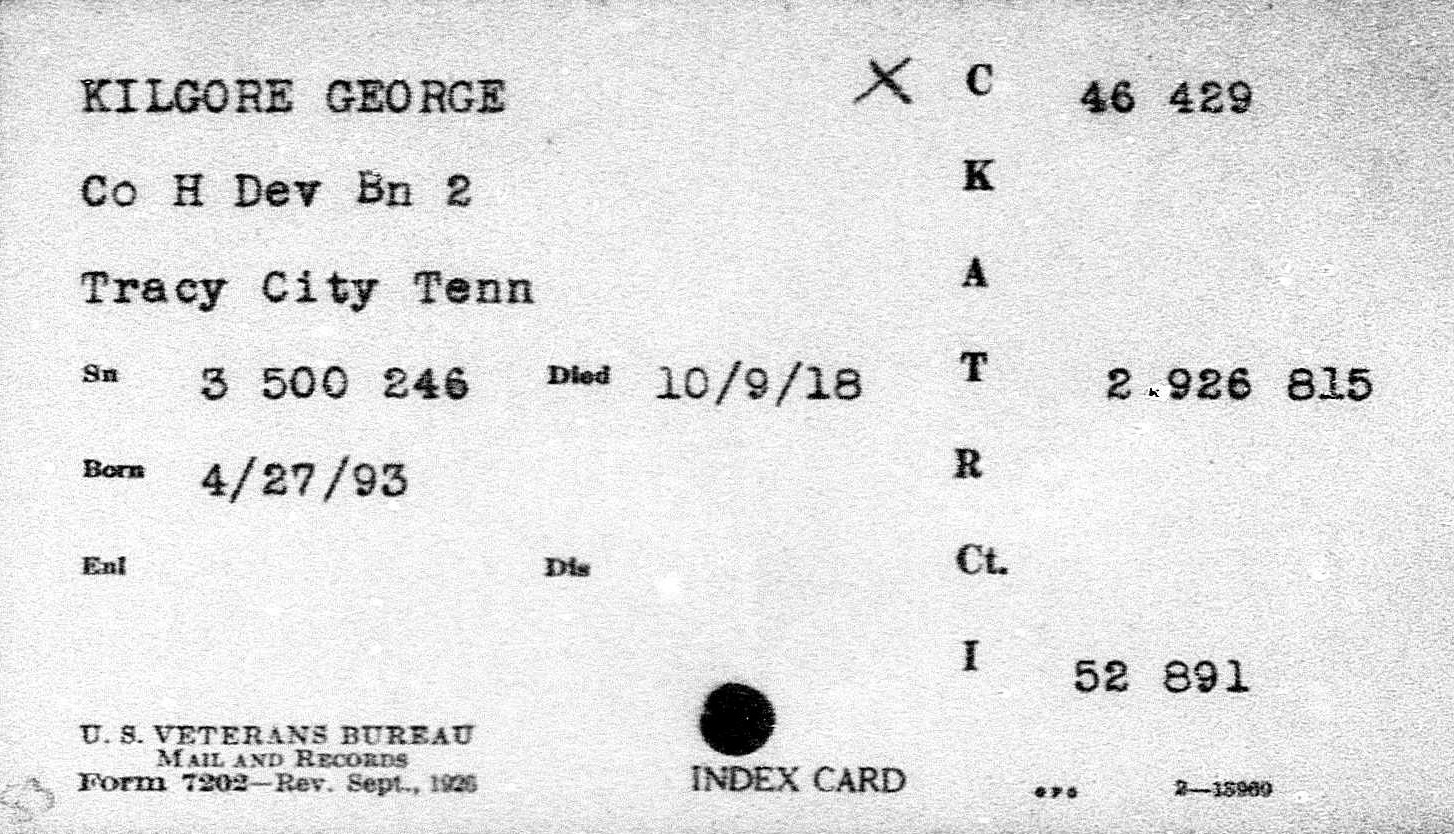 KILGORE GEORGE X C 46 429
Co H Dev Bn 2 K
Tracy City Tenn A
Sn 3 500 246 Died 10/9/18 T 2 926 815
Born 4/27/93 R
Enl Dis Ct.
I 52 891
U. S. VETERANS BUREAU
MAIL AND RECORDS
Form 7202—Rev. Sept., 1926
INDEX CARD 2—13960